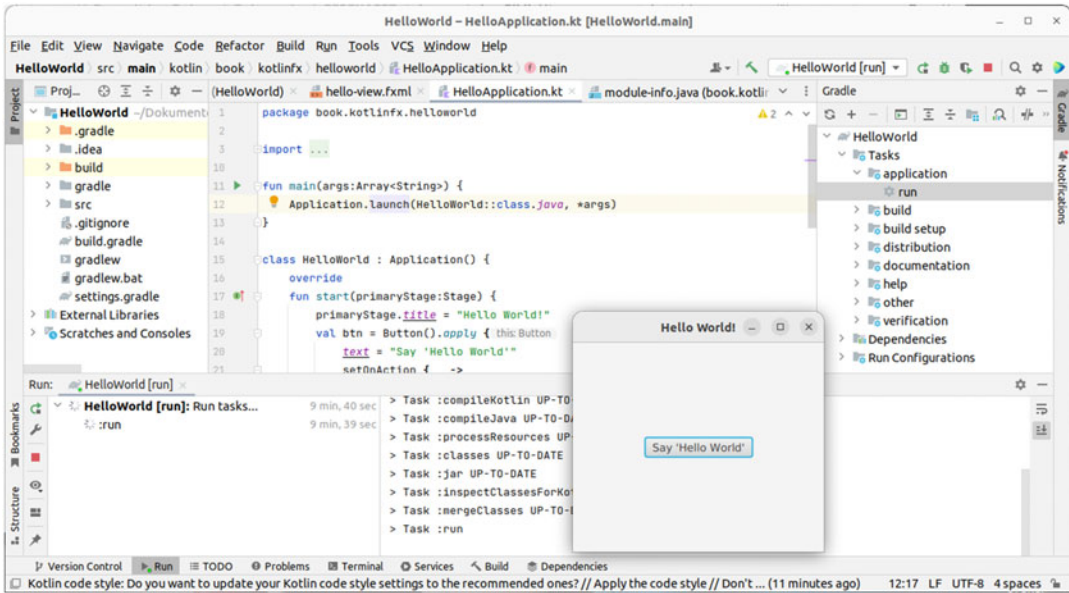 HelloWorld – HelloApplication.kt [HelloWorld.main]
File Edit View Navigate Code Refactor Build Run Tools VCS Window Help
HelloWorld src main kotlin book kotlinfx helloworld HelloApplication.kt main
HelloWorld [run]
Project
Proj...
HelloWorld ~/Dokument
.gradle
.idea
build
gradle
src
.gitignore
build.gradle
gradlew
gradlew.bat
settings.gradle
External Libraries
Scratches and Consoles
(HelloWorld) × hello-view.fxml × HelloApplication.kt × module-info.java (book.kotlin
2
1 package book.kotlinfx.helloworld
2
3 import ...
10
11 fun main(args:Array<String>) {
12 Application.launch(HelloWorld::class.java, *args)
13 }
14
15 class HelloWorld : Application() {
16 override
17 fun start(primaryStage:Stage) {
18 primaryStage.title = "Hello World!"
19 val btn = Button().apply { this: Button
20 text = "Say 'Hello World'"
21 setOnAction { ->
Gradle
HelloWorld
Tasks
application
run
build
build setup
distribution
documentation
help
other
verification
Dependencies
Run Configurations
Gradle
Notifications
Hello World!
Say 'Hello World'
Run: HelloWorld [run] ×
HelloWorld [run]: Run tasks... 9 min, 40 sec
:run 9 min, 39 sec
> Task :compileKotlin UP-TO-
> Task :compileJava UP-TO-DA
> Task :processResources UP-
> Task :classes UP-TO-DATE
> Task :jar UP-TO-DATE
> Task :inspectClassesForKot
> Task :mergeClasses UP-TO-D
> Task :run
Bookmarks
Structure
Version Control Run TODO Problems Terminal Services Build Dependencies
Kotlin code style: Do you want to update your Kotlin code style settings to the recommended ones? // Apply the code style // Don't ... (11 minutes ago) 12:17 LF UTF-8 4 spaces